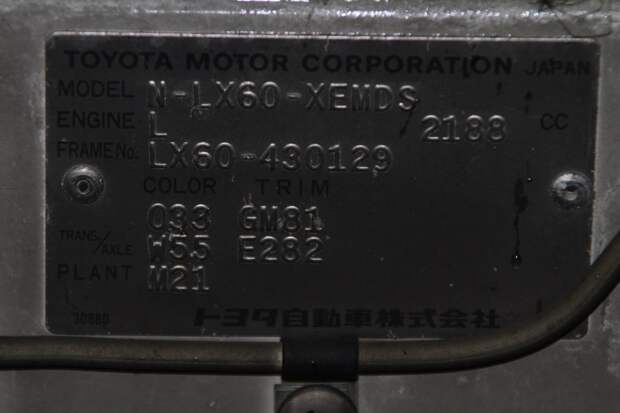 TOYOTA MOTOR CORPORATION JAPAN
MODEL N-LX60-XEMDS
ENGINE L 2188 CC
FRAME No. LX60-430129
COLOR TRIM
033 GM81
TRANS/AXLE W55 E282
PLANT M21
トヨタ自動車株式会社